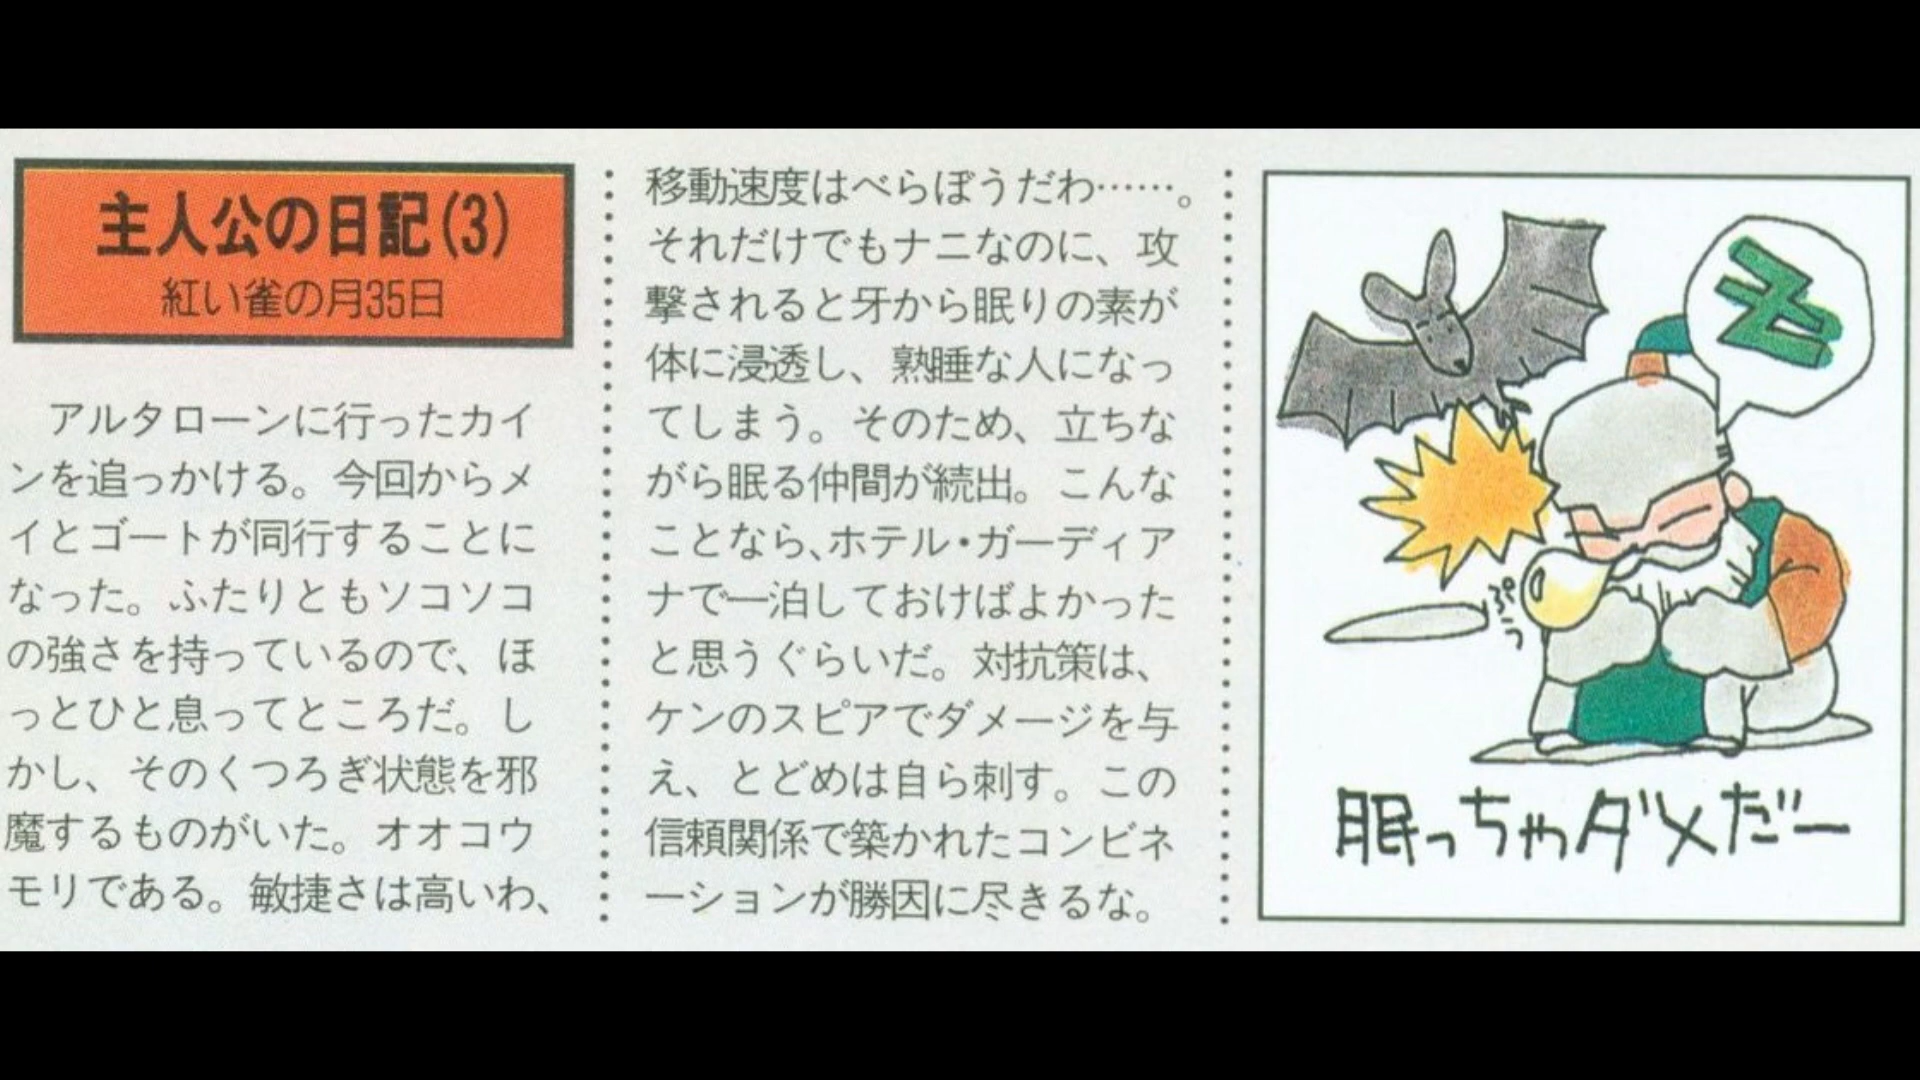 主人公の日記(3)
紅い雀の月35日
アルタローンに行ったカイ
ンを追っかける。今回からメ
イとゴートが同行することに
なった。ふたりともソコソコ
の強さを持っているので、ほ
っとひと息ってところだ。し
かし、そのくつろぎ状態を邪
魔するものがいた。オオコウ
モリである。敏捷さは高いわ、
移動速度はべらぼうだわ……。
それだけでもナニなのに、攻
撃されると牙から眠りの素が
体に浸透し、熟睡な人になっ
てしまう。そのため、立ちな
がら眠る仲間が続出。こんな
ことなら、ホテル・ガーディア
ナで一泊しておけばよかった
と思うぐらいだ。対抗策は、
ケンのスピアでダメージを与
え、とどめは自ら刺す。この
信頼関係で築かれたコンビネ
ーションが勝因に尽きるな。
Z
ぷーっ
眠っちゃダメだー